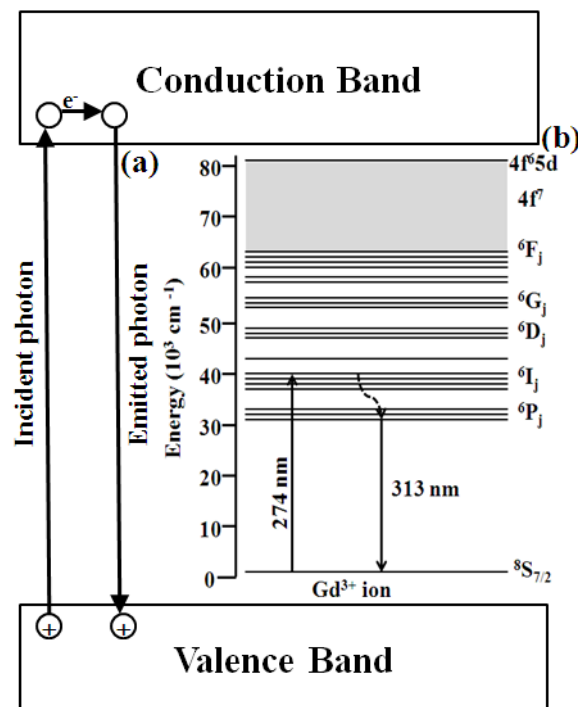 Conduction Band
e⁻
(a)
(b)
Incident photon
Emitted photon
Energy (10³ cm⁻¹)
80
70
60
50
40
30
20
10
0
4f⁶5d
4f⁷
⁶Fⱼ
⁶Gⱼ
⁶Dⱼ
⁶Iⱼ
⁶Pⱼ
⁸S₇/₂
274 nm
313 nm
Gd³⁺ ion
+
+
Valence Band